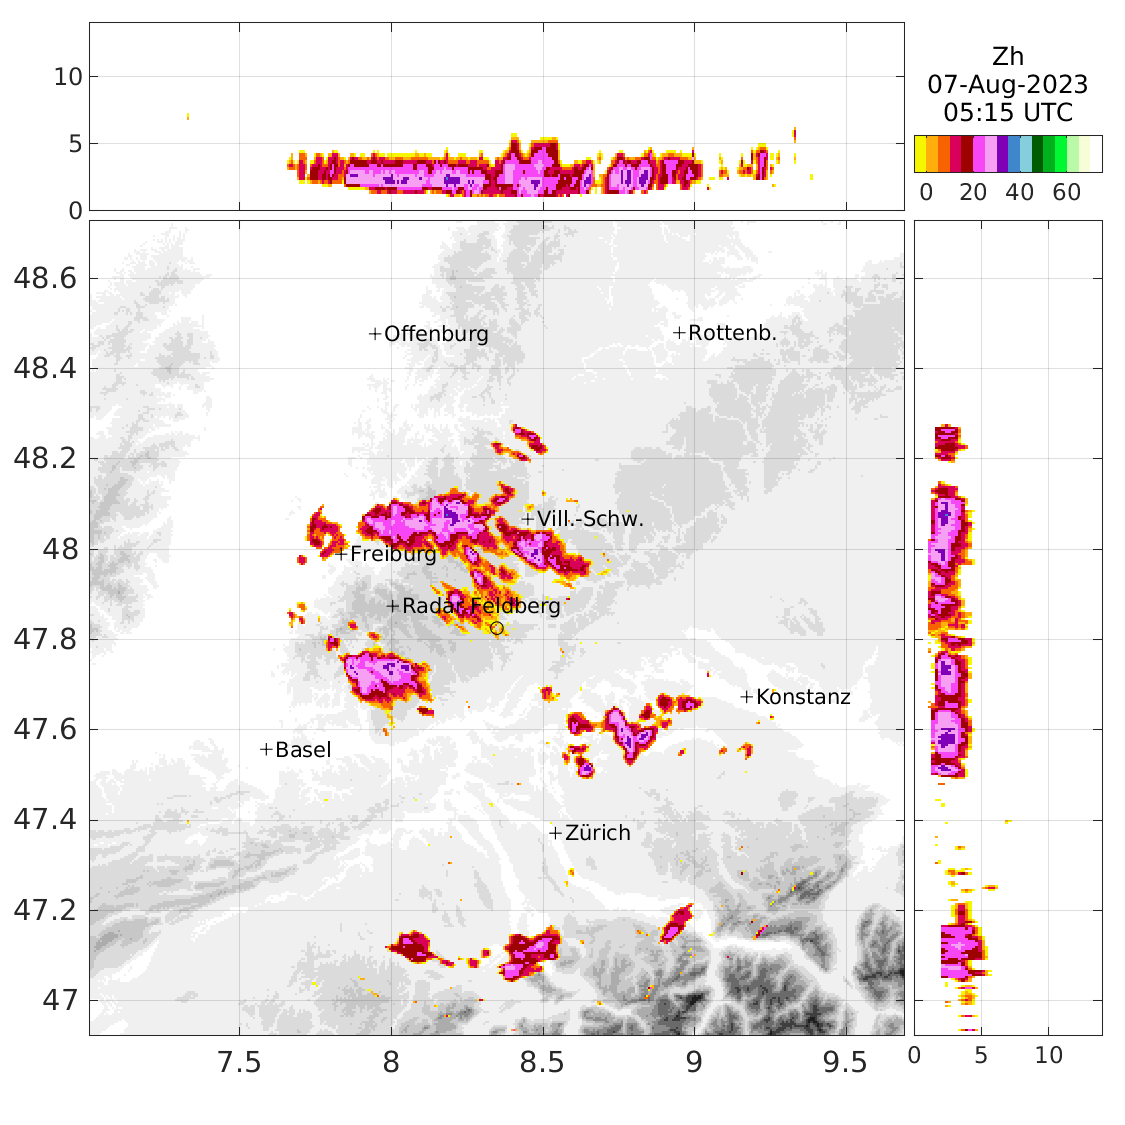 10
5
0
Zh
07-Aug-2023
05:15 UTC
0 20 40 60
48.6
48.4
48.2
48
47.8
47.6
47.4
47.2
47
Offenburg
Rottenb.
Vill.-Schw.
Freiburg
Radar Feldberg
Konstanz
Basel
Zürich
7.5 8 8.5 9 9.5
0 5 10